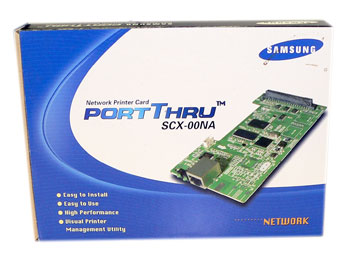 SAMSUNG
Network Printer Card
PORTTHRU™
SCX-00NA
Easy to Install
Easy to Use
High Performance
Visual Printer
Management Utility
NETWORK